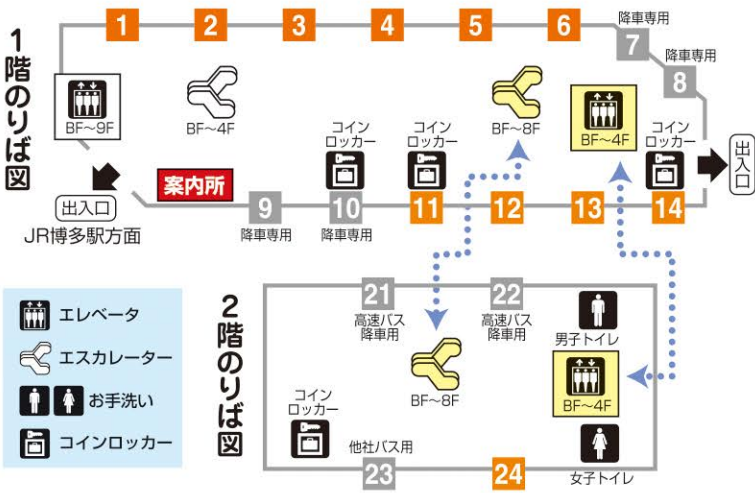 1階のりば図
1
2
3
4
5
6
降車専用
7
降車専用
8
BF～9F
BF～4F
BF～8F
BF～4F
コイン
ロッカー
コイン
ロッカー
コイン
ロッカー
出入口
案内所
出入口
JR博多駅方面
9
降車専用
10
降車専用
11
12
13
14
エレベータ
エスカレーター
お手洗い
コインロッカー
2階のりば図
21
高速バス
降車用
22
高速バス
降車用
男子トイレ
BF～8F
BF～4F
コイン
ロッカー
他社バス用
23
24
女子トイレ